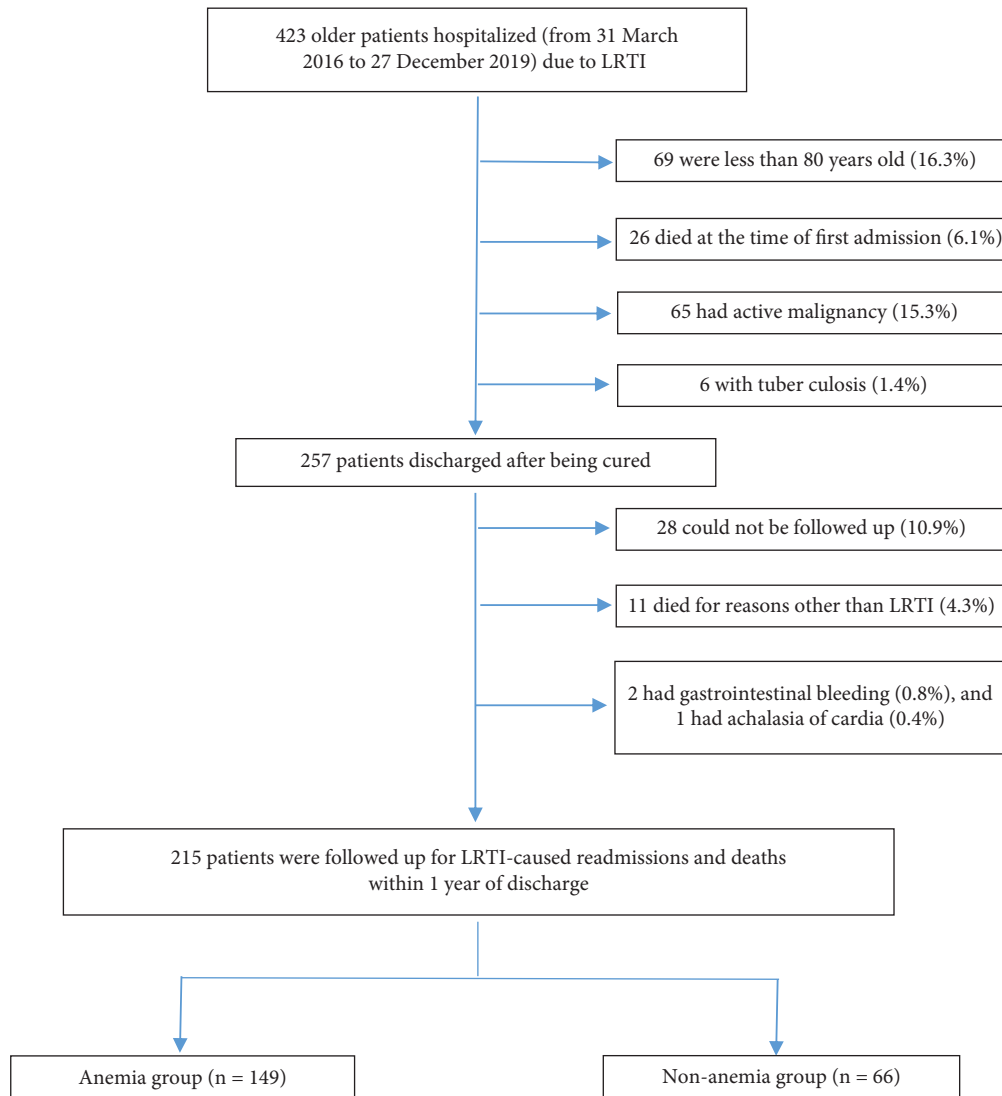 423 older patients hospitalized (from 31 March
2016 to 27 December 2019) due to LRTI
69 were less than 80 years old (16.3%)
26 died at the time of first admission (6.1%)
65 had active malignancy (15.3%)
6 with tuber culosis (1.4%)
257 patients discharged after being cured
28 could not be followed up (10.9%)
11 died for reasons other than LRTI (4.3%)
2 had gastrointestinal bleeding (0.8%), and
1 had achalasia of cardia (0.4%)
215 patients were followed up for LRTI-caused readmissions and deaths
within 1 year of discharge
Anemia group (n = 149)
Non-anemia group (n = 66)